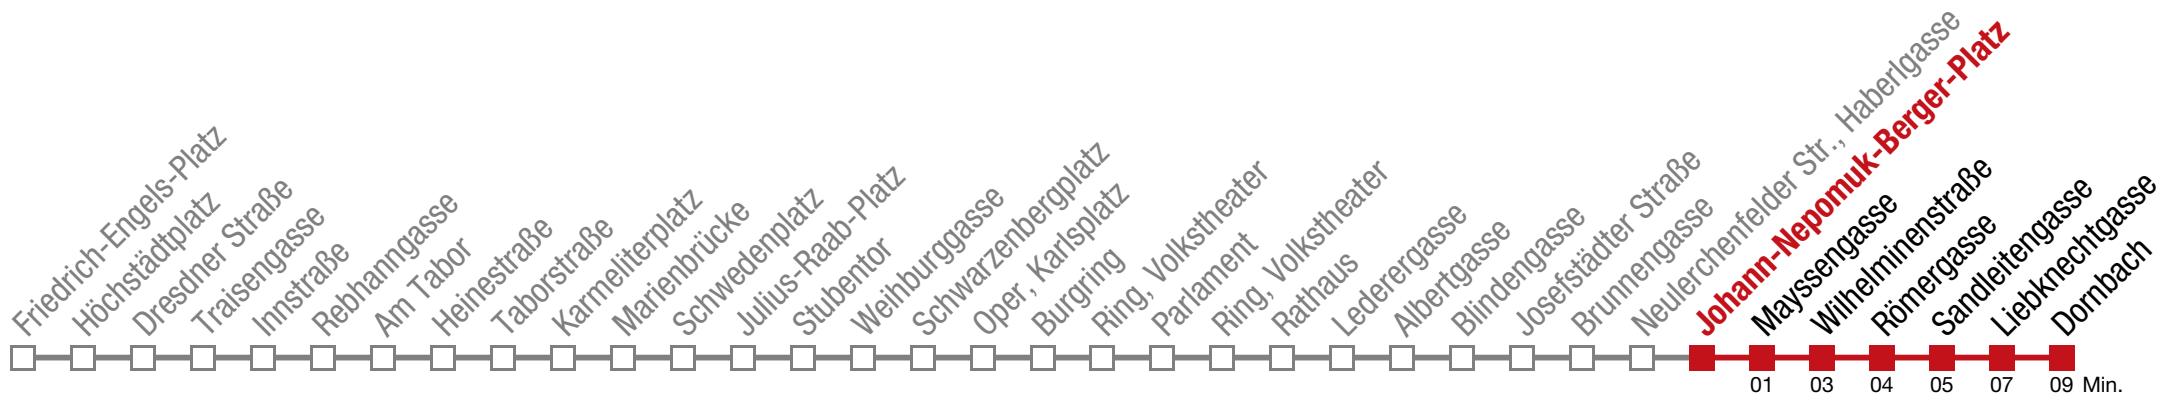 Friedrich-Engels-Platz
Höchstädtplatz
Dresdner Straße
Traisengasse
Innstraße
Rebhanngasse
Am Tabor
Heinestraße
Taborstraße
Karmeliterplatz
Marienbrücke
Schwedenplatz
Julius-Raab-Platz
Stubentor
Weihburggasse
Schwarzenbergplatz
Oper, Karlsplatz
Burgring
Ring, Volkstheater
Parlament
Ring, Volkstheater
Rathaus
Lederergasse
Albertgasse
Blindengasse
Josefstädter Straße
Brunnengasse
Neulerchenfelder Str., Haberlgasse
Johann-Nepomuk-Berger-Platz
Mayssengasse
Wilhelminenstraße
Römergasse
Sandleitengasse
Liebknechtgasse
Dornbach
01 03 04 05 07 09 Min.